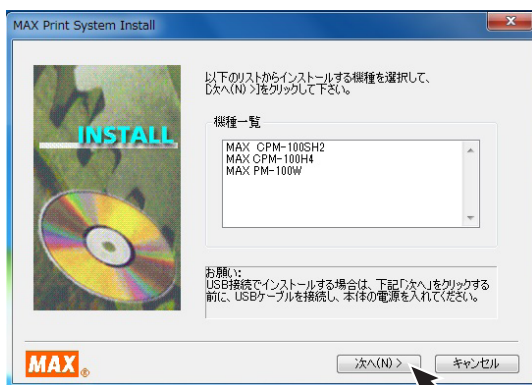 MAX Print System Install
以下のリストからインストールする機種を選択して、
[次へ(N) >]をクリックして下さい。
INSTALL
機種一覧
MAX CPM-100SH2
MAX CPM-100H4
MAX PM-100W
お願い:
USB接続でインストールする場合は、下記「次へ」をクリックする
前に、USBケーブルを接続し、本体の電源を入れてください。
MAX®
次へ(N) >
キャンセル